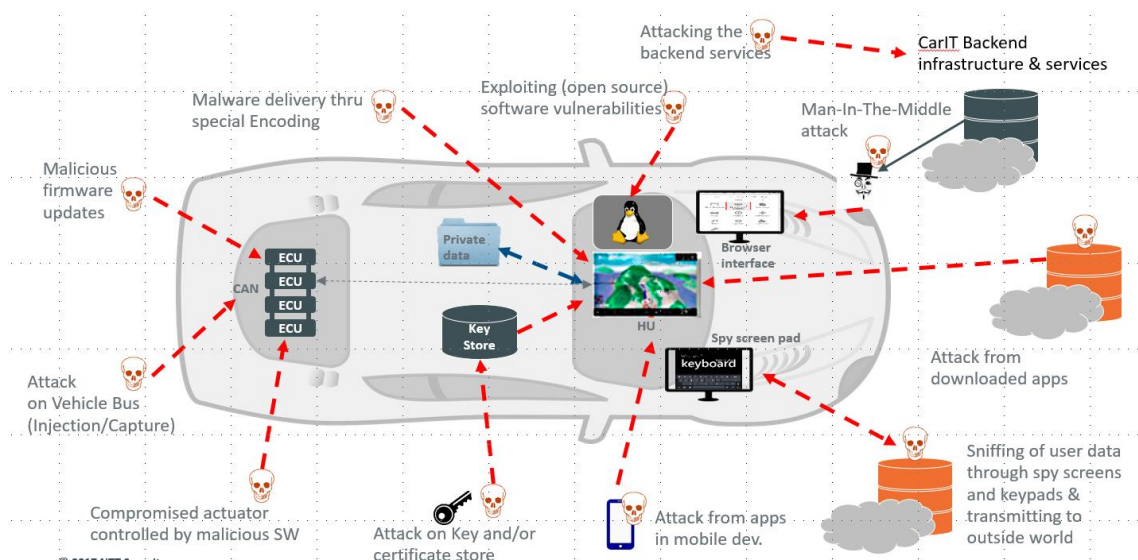 Attacking the
backend services
CarIT Backend
infrastructure & services
Malware delivery thru
special Encoding
Exploiting (open source)
software vulnerabilities
Man-In-The-Middle
attack
Malicious
firmware
updates
Private
data
Browser
interface
ECU
ECU
ECU
ECU
CAN
Key
Store
HU
Spy screen pad
keyboard
Attack from
downloaded apps
Attack
on Vehicle Bus
(Injection/Capture)
Compromised actuator
controlled by malicious SW
Attack on Key and/or
certificate store
Attack from apps
in mobile dev.
Sniffing of user data
through spy screens
and keypads &
transmitting to
outside world